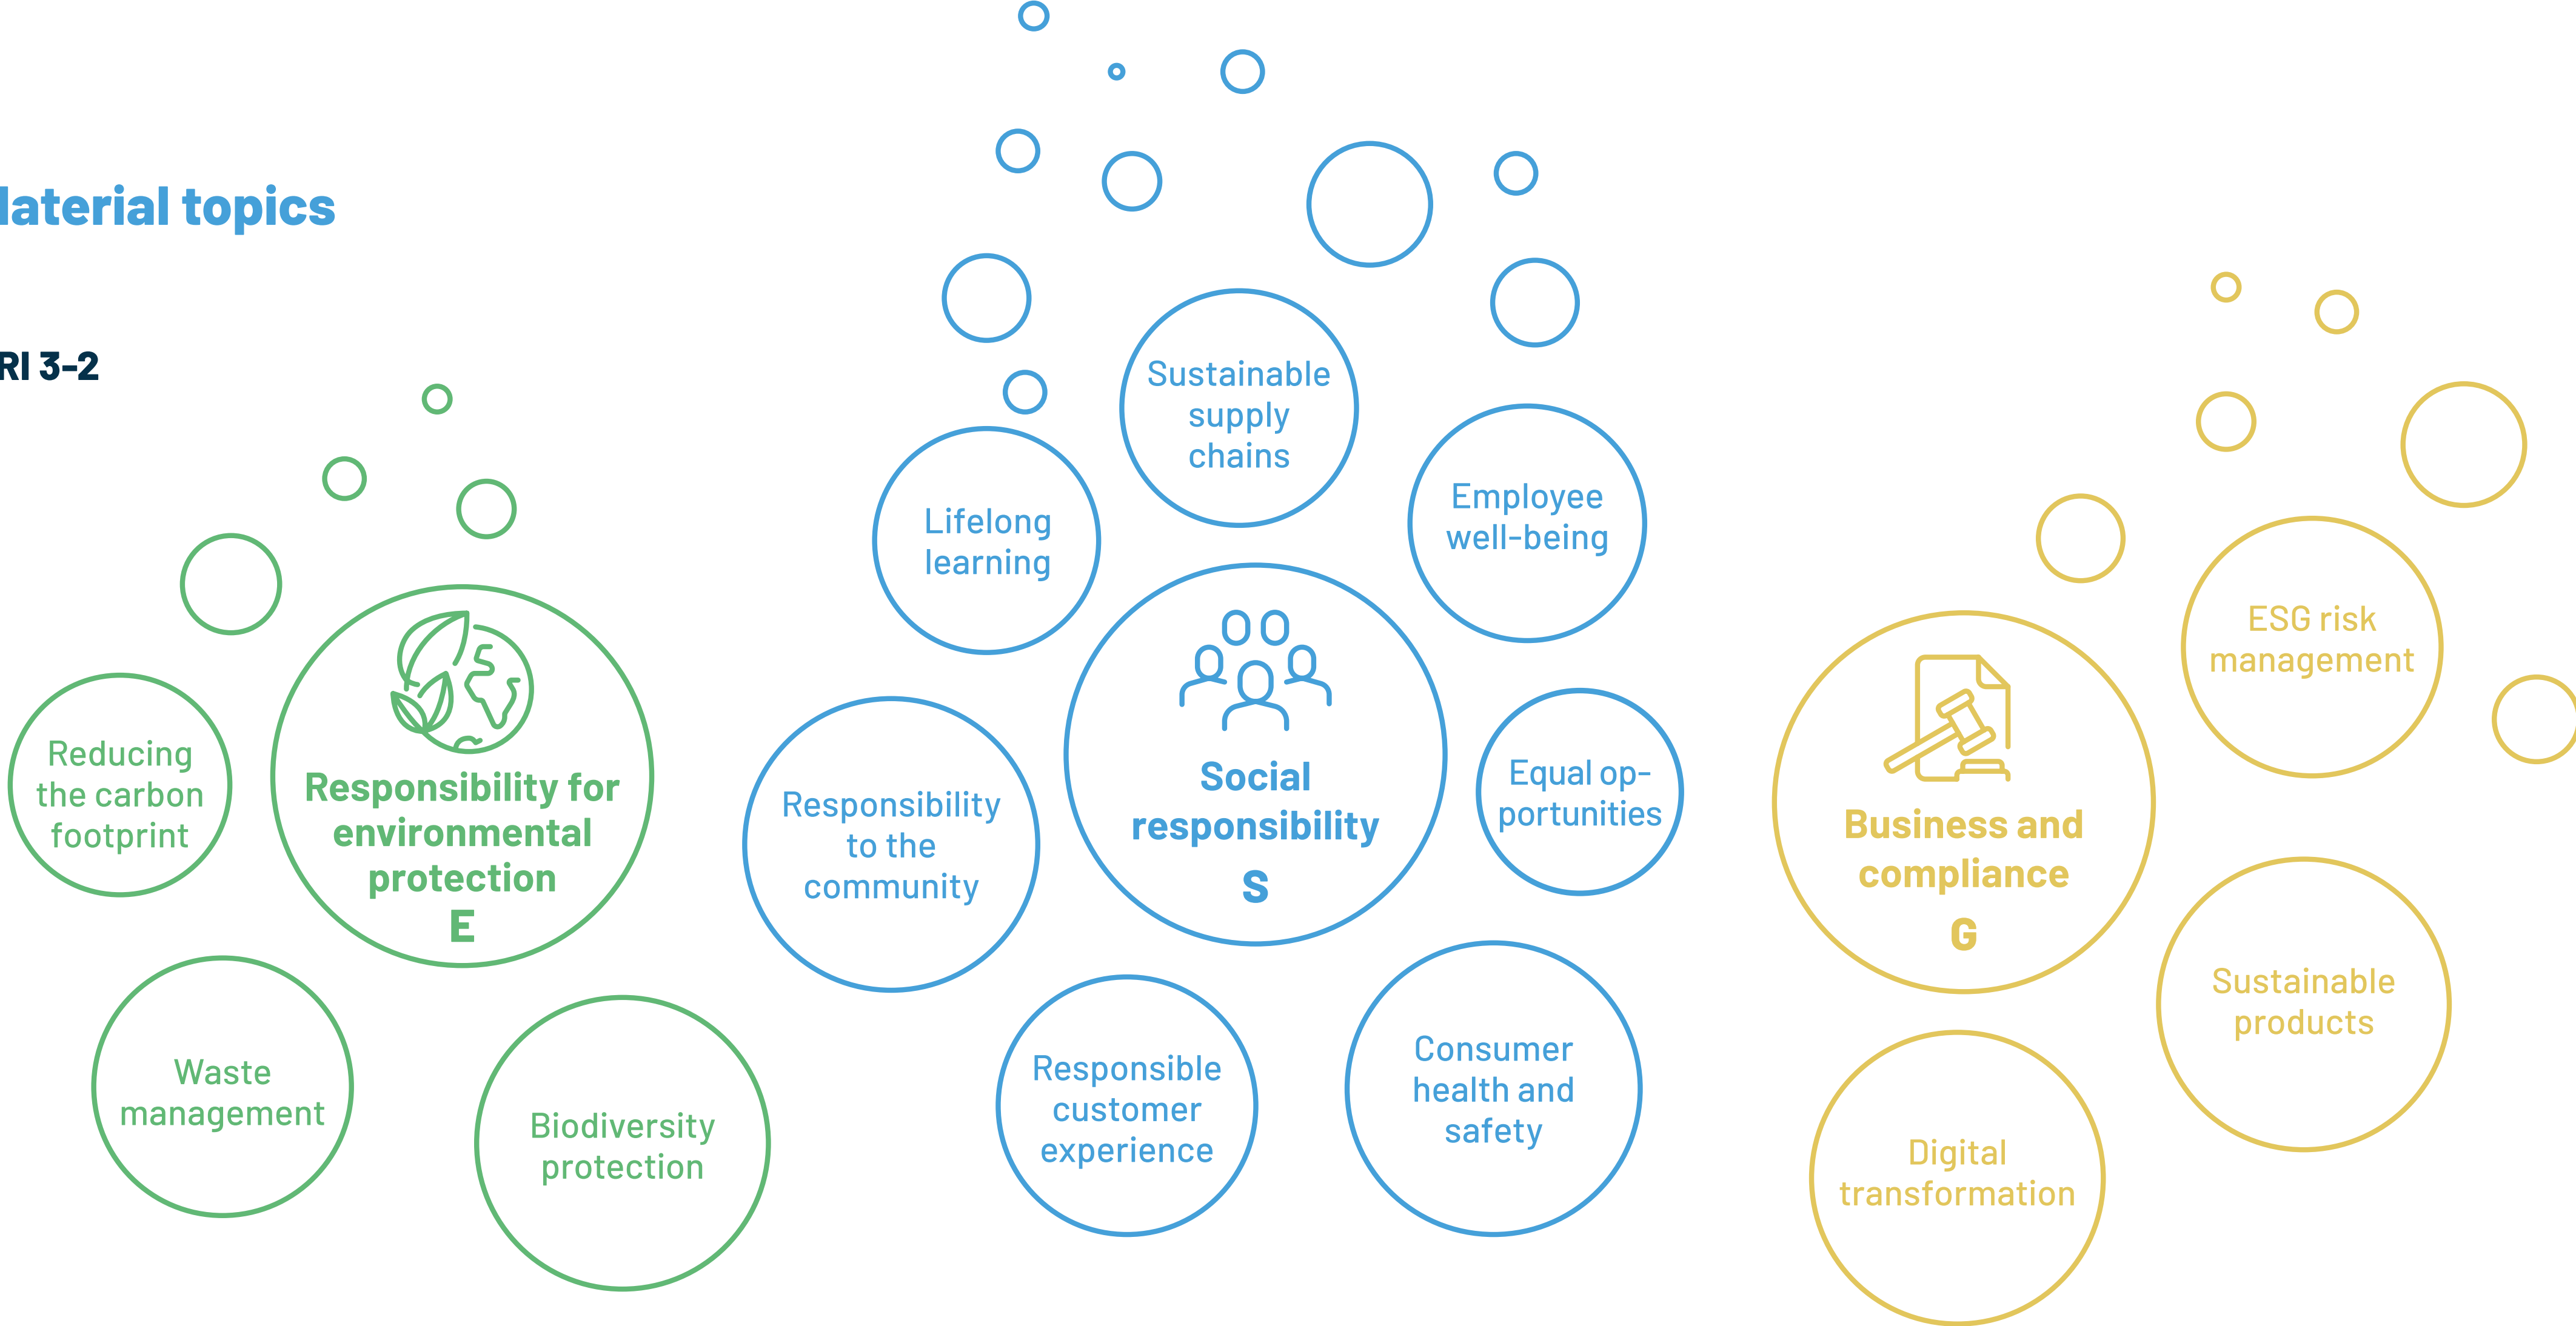 laterial topics
RI 3-2
Reducing
the carbon
footprint
Responsibility for
environmental
protection
E
Waste
management
Biodiversity
protection
Sustainable
supply
chains
Lifelong
learning
Employee
well-being
Responsibility
to the
community
Social
responsibility
S
Equal op-
portunities
Responsible
customer
experience
Consumer
health and
safety
Business and
compliance
G
ESG risk
management
Sustainable
products
Digital
transformation